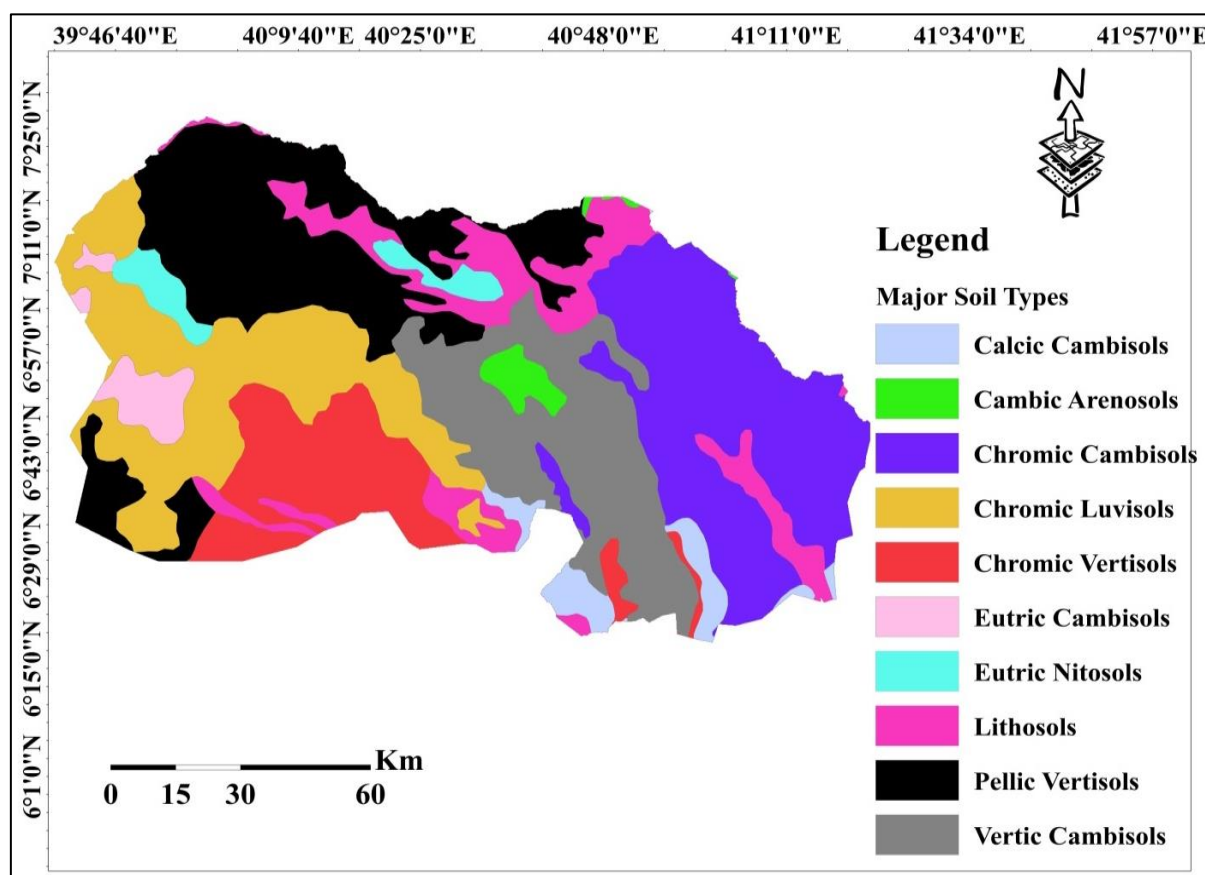 39°46'40"E 40°9'40"E 40°25'0"E 40°48'0"E 41°11'0"E 41°34'0"E 41°57'0"E
7°25'0"N
7°11'0"N
6°57'0"N
6°43'0"N
6°29'0"N
6°15'0"N
6°1'0"N
N
Legend
Major Soil Types
Calcic Cambisols
Cambic Arenosols
Chromic Cambisols
Chromic Luvisols
Chromic Vertisols
Eutric Cambisols
Eutric Nitosols
Lithosols
Pellic Vertisols
Vertic Cambisols
Km
0 15 30 60